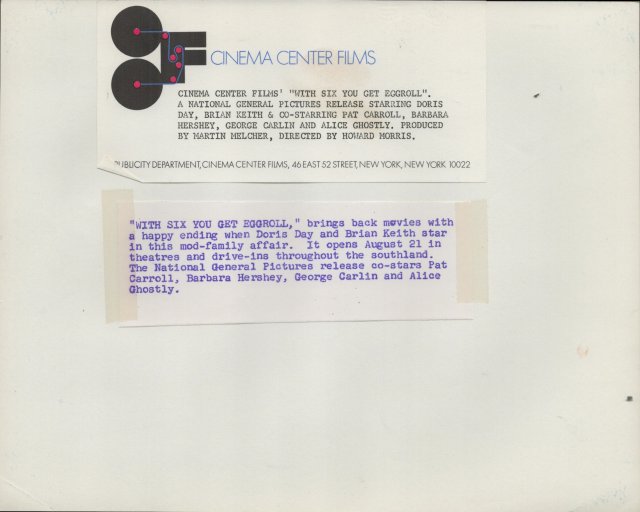 CINEMA CENTER FILMS
CINEMA CENTER FILMS' "WITH SIX YOU GET EGGROLL".
A NATIONAL GENERAL PICTURES RELEASE STARRING DORIS
DAY, BRIAN KEITH & CO-STARRING PAT CARROLL, BARBARA
HERSHEY, GEORGE CARLIN AND ALICE GHOSTLY. PRODUCED
BY MARTIN MELCHER, DIRECTED BY HOWARD MORRIS.
PUBLICITY DEPARTMENT, CINEMA CENTER FILMS, 46 EAST 52 STREET, NEW YORK, NEW YORK 10022
"WITH SIX YOU GET EGGROLL," brings back movies with
a happy ending when Doris Day and Brian Keith star
in this mod-family affair. It opens August 21 in
theatres and drive-ins throughout the southland.
The National General Pictures release co-stars Pat
Carroll, Barbara Hershey, George Carlin and Alice
Ghostly.